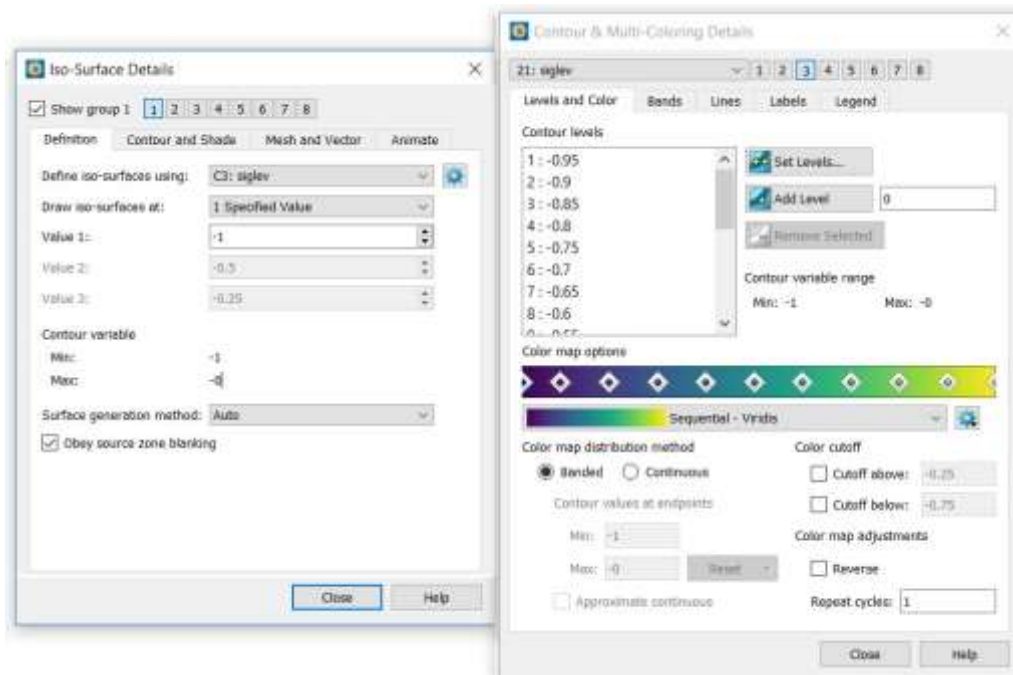 Iso-Surface Details
Show group 1 1 2 3 4 5 6 7 8
Definition Contour and Shade Mesh and Vector Animate
Define iso-surfaces using: C3: siglev
Draw iso-surfaces at: 1 Specified Value
Value 1: -1
Value 2: -0.5
Value 3: -0.25
Contour variable
Min: -1
Max: -0
Surface generation method: Auto
Obey source zone blanking
Close Help
Contour & Multi-Coloring Details
21: siglev 1 2 3 4 5 6 7 8
Levels and Color Bands Lines Labels Legend
Contour levels
1 : -0.95
2 : -0.9
3 : -0.85
4 : -0.8
5 : -0.75
6 : -0.7
7 : -0.65
8 : -0.6
Set Levels...
Add Level 0
Remove Selected
Contour variable range
Min: -1 Max: -0
Color map options
Sequential - Viridis
Color map distribution method
Banded Continuous
Contour values at endpoints
Min: -1
Max: -0 Reset
Approximate continuous
Color cutoff
Cutoff above: -0.25
Cutoff below: -0.75
Color map adjustments
Reverse
Repeat cycles: 1
Close Help